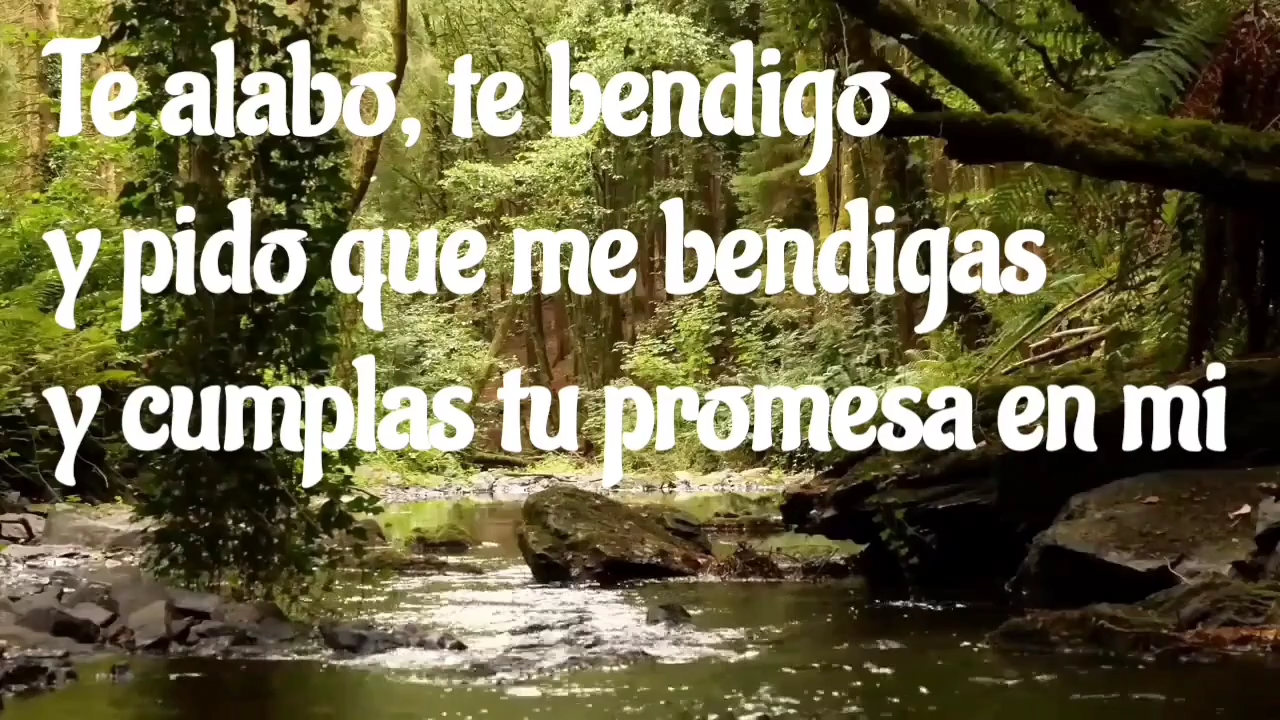 Te alabo, te bendigo
y pido que me bendigas
y cumplas tu promesa en mi